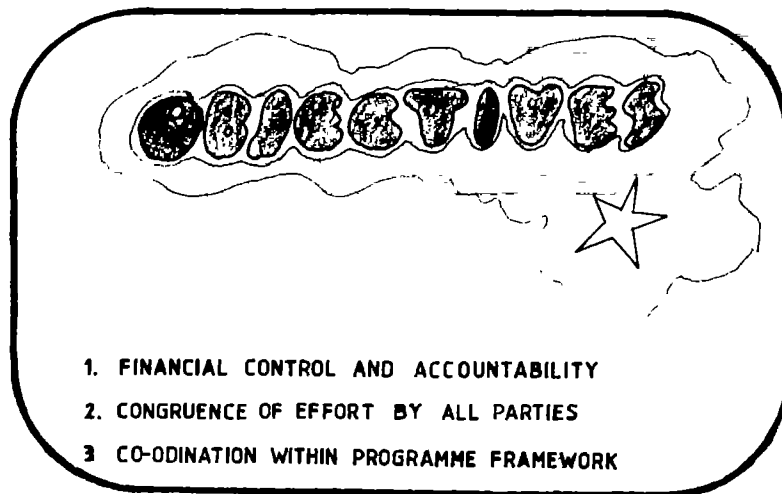 OBJECTIVES
1. FINANCIAL CONTROL AND ACCOUNTABILITY
2. CONGRUENCE OF EFFORT BY ALL PARTIES
3 CO-ODINATION WITHIN PROGRAMME FRAMEWORK